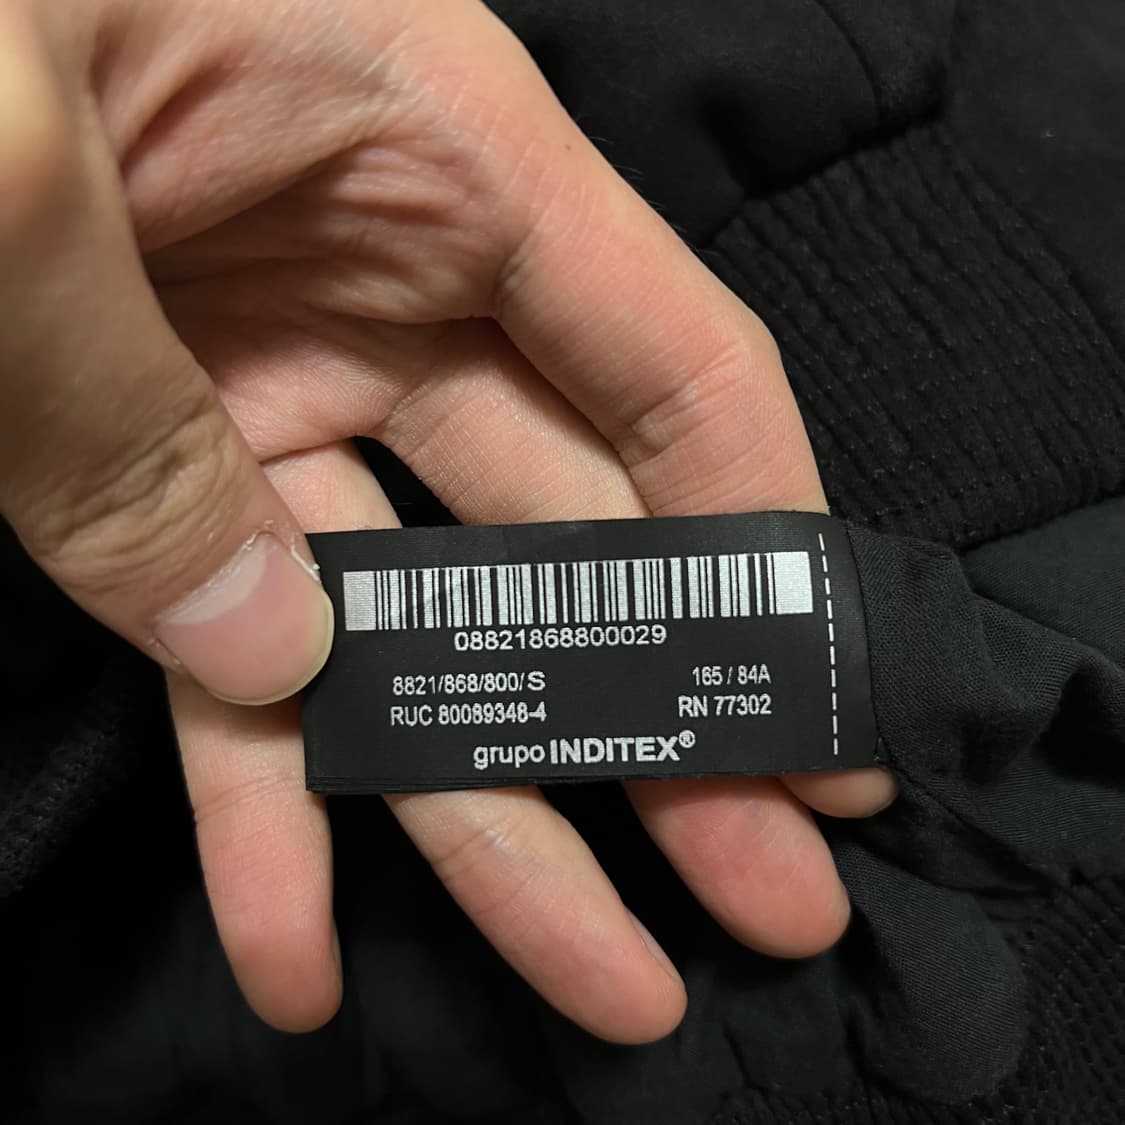 08821868800029
8821/868/800/S 165 / 84A
RUC 80089348-4 RN 77302
grupo INDITEX®